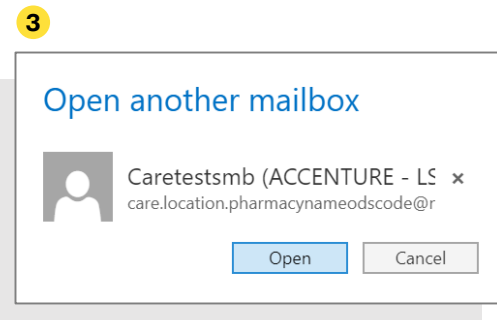 3
Open another mailbox
Caretestsmb (ACCENTURE - LS ×
care.location.pharmacynameodscode@r
Open Cancel